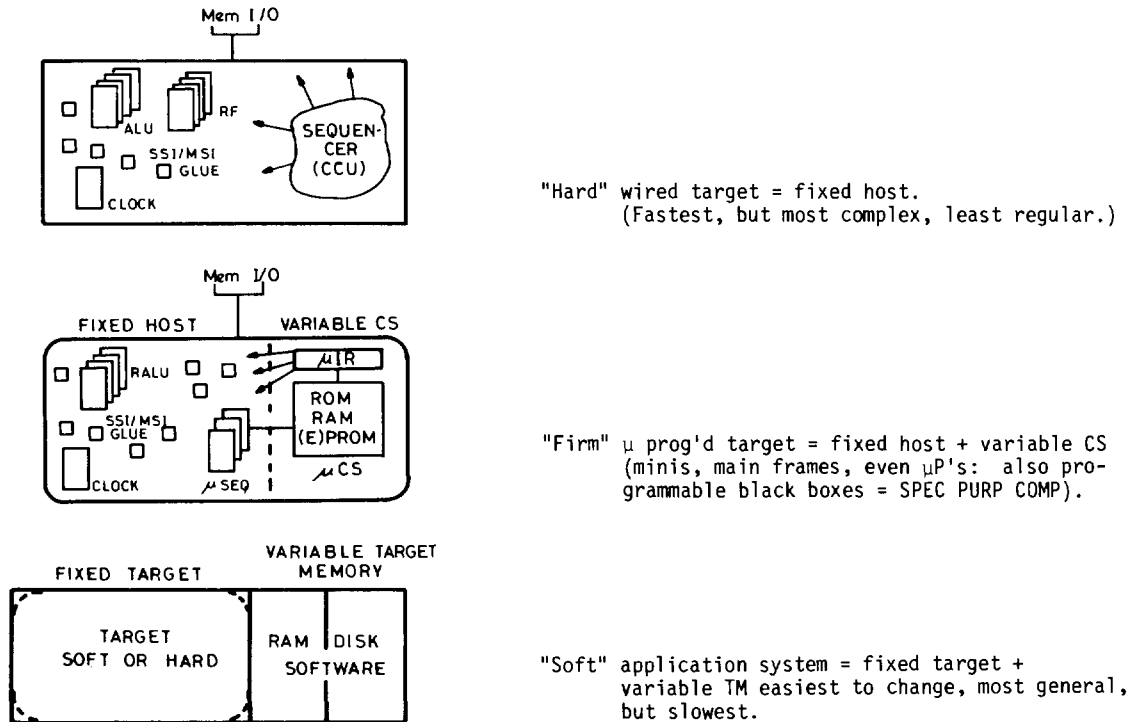 Mem I/O
ALU
RF
SSI/MSI
GLUE
CLOCK
SEQUEN-
CER
(CCU)
"Hard" wired target = fixed host.
(Fastest, but most complex, least regular.)
Mem I/O
FIXED HOST
VARIABLE CS
RALU
SSI/MSI
GLUE
CLOCK
μ SEQ
μIR
ROM
RAM
(E)PROM
μCS
"Firm" μ prog'd target = fixed host + variable CS
(minis, main frames, even μP's: also pro-
grammable black boxes = SPEC PURP COMP).
FIXED TARGET
VARIABLE TARGET
MEMORY
TARGET
SOFT OR HARD
RAM DISK
SOFTWARE
"Soft" application system = fixed target +
variable TM easiest to change, most general,
but slowest.